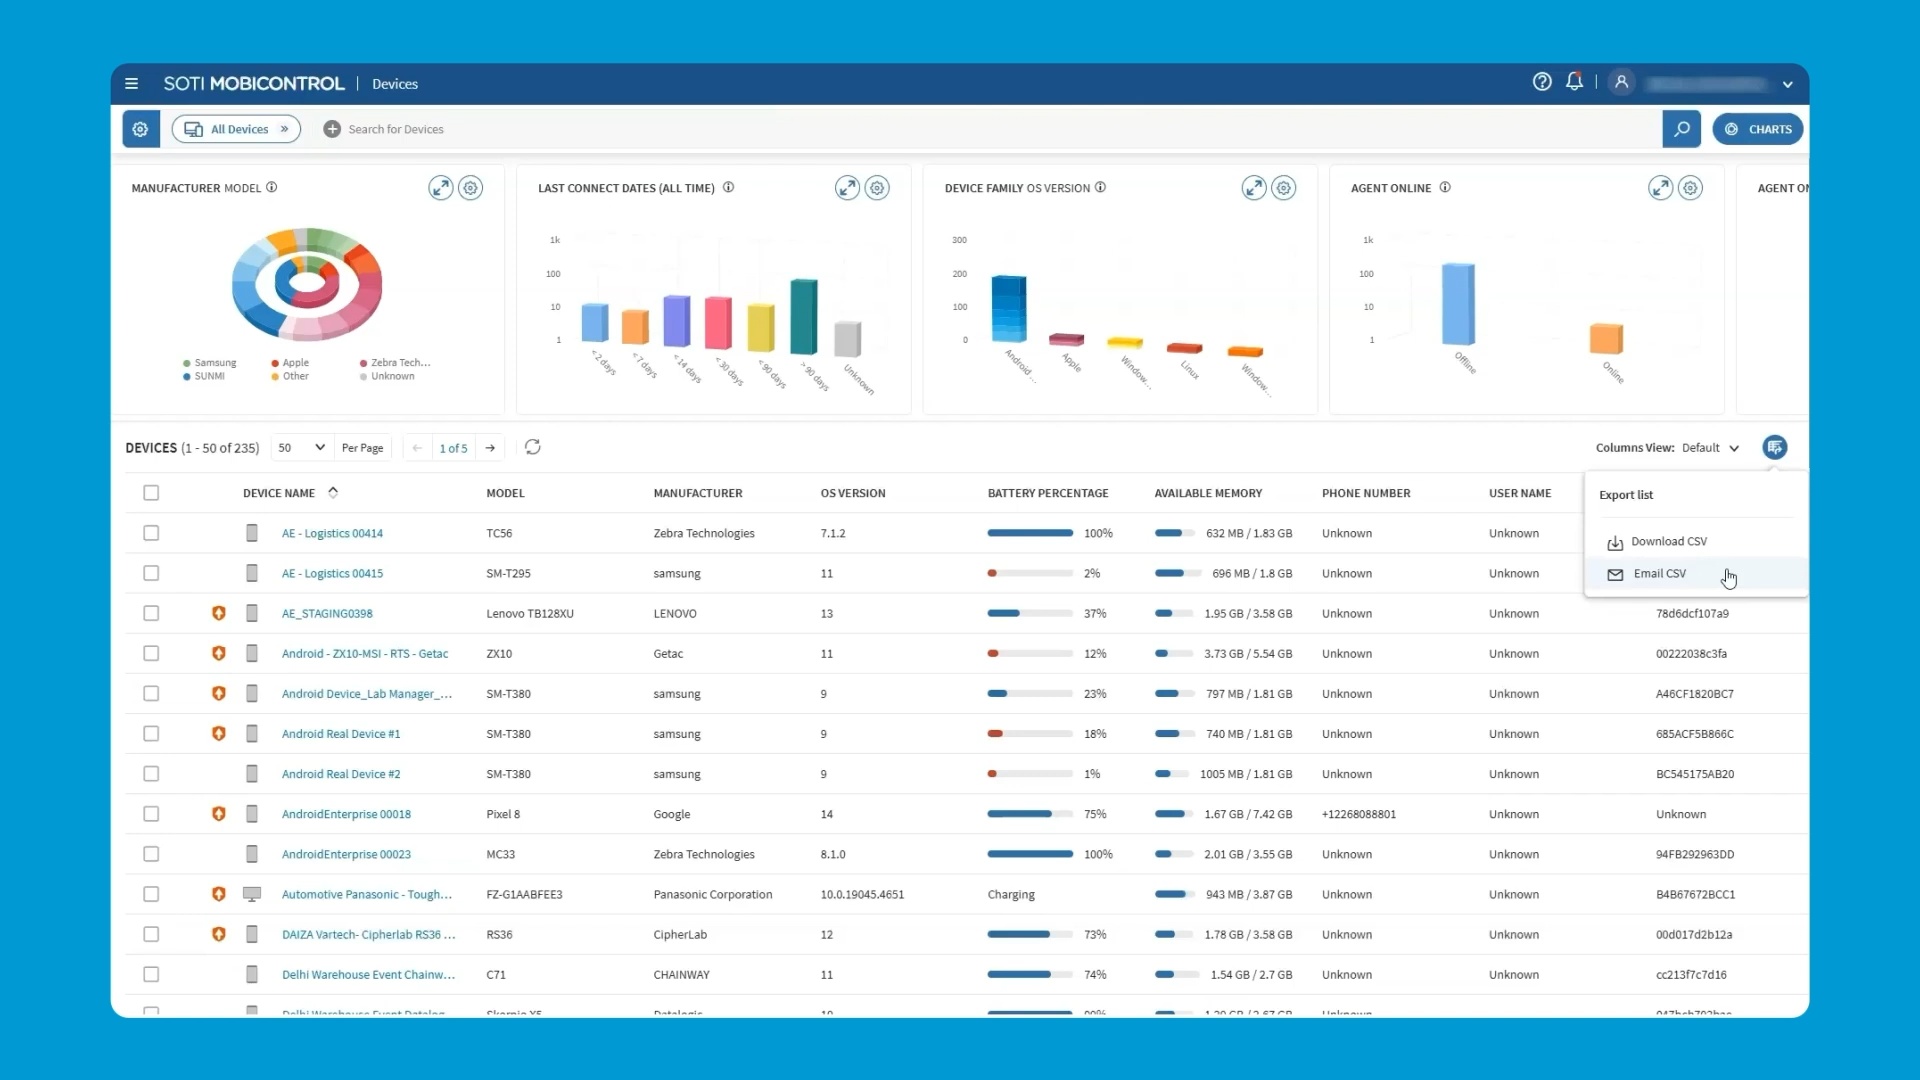 SOTI MOBICONTROL | Devices
All Devices »
Search for Devices
CHARTS
MANUFACTURER MODEL
Samsung Apple Zebra Tech...
SUNMI Other Unknown
LAST CONNECT DATES (ALL TIME)
1k
100
10
1
< 2 days < 7 days < 14 days < 30 days < 90 days > 90 days Unknown
DEVICE FAMILY OS VERSION
300
200
100
0
Android ... Apple Window... Linux Window...
AGENT ONLINE
1k
100
10
1
Offline Online
AGENT
DEVICES (1 - 50 of 235) 50 Per Page 1 of 5
Columns View: Default
Export list
Download CSV
Email CSV
DEVICE NAME MODEL MANUFACTURER OS VERSION BATTERY PERCENTAGE AVAILABLE MEMORY PHONE NUMBER USER NAME
AE - Logistics 00414 TC56 Zebra Technologies 7.1.2 100% 632 MB / 1.83 GB Unknown Unknown
AE - Logistics 00415 SM-T295 samsung 11 2% 696 MB / 1.8 GB Unknown Unknown
AE_STAGING0398 Lenovo TB128XU LENOVO 13 37% 1.95 GB / 3.58 GB Unknown Unknown 78d6dcf107a9
Android - ZX10-MSI - RTS - Getac ZX10 Getac 11 12% 3.73 GB / 5.54 GB Unknown Unknown 00222038c3fa
Android Device_Lab Manager_... SM-T380 samsung 9 23% 797 MB / 1.81 GB Unknown Unknown A46CF1820BC7
Android Real Device #1 SM-T380 samsung 9 18% 740 MB / 1.81 GB Unknown Unknown 685ACF5B866C
Android Real Device #2 SM-T380 samsung 9 1% 1005 MB / 1.81 GB Unknown Unknown BC545175AB20
AndroidEnterprise 00018 Pixel 8 Google 14 75% 1.67 GB / 7.42 GB +12268088801 Unknown Unknown
AndroidEnterprise 00023 MC33 Zebra Technologies 8.1.0 100% 2.01 GB / 3.55 GB Unknown Unknown 94FB292963DD
Automotive Panasonic - Tough... FZ-G1AABFEE3 Panasonic Corporation 10.0.19045.4651 Charging 943 MB / 3.87 GB Unknown Unknown B4B67672BCC1
DAIZA Vartech- Cipherlab RS36 ... RS36 CipherLab 12 73% 1.78 GB / 3.58 GB Unknown Unknown 00d017d2b12a
Delhi Warehouse Event Chainw... C71 CHAINWAY 11 74% 1.54 GB / 2.7 GB Unknown Unknown cc213f7c7d16